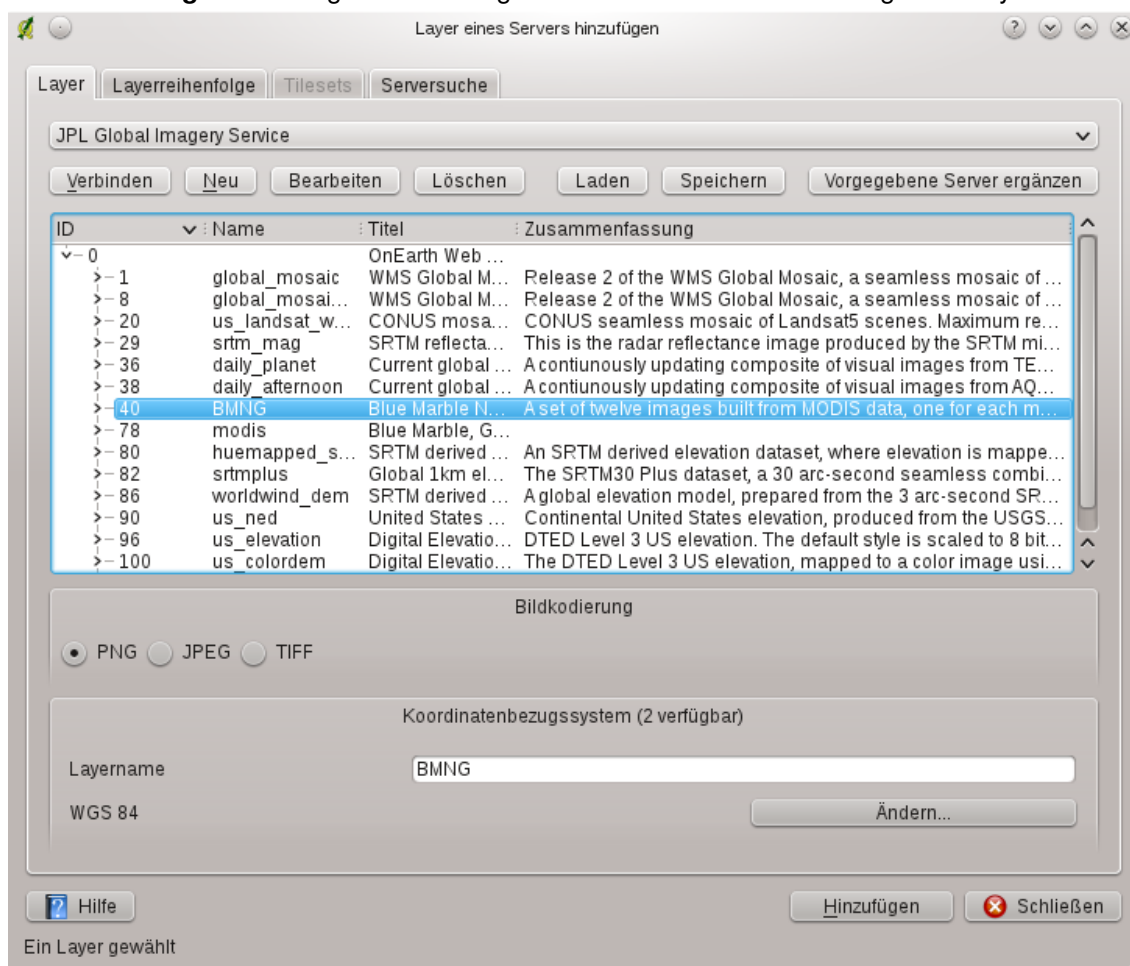 Layer eines Servers hinzufügen
Layer Layerreihenfolge Tilesets Serversuche
JPL Global Imagery Service
Verbinden Neu Bearbeiten Löschen Laden Speichern Vorgegebene Server ergänzen
ID Name Titel Zusammenfassung
0 OnEarth Web ...
1 global_mosaic WMS Global M... Release 2 of the WMS Global Mosaic, a seamless mosaic of ...
8 global_mosai... WMS Global M... Release 2 of the WMS Global Mosaic, a seamless mosaic of ...
20 us_landsat_w... CONUS mosa... CONUS seamless mosaic of Landsat5 scenes. Maximum re...
29 srtm_mag SRTM reflecta... This is the radar reflectance image produced by the SRTM mi...
36 daily_planet Current global ... A contiunously updating composite of visual images from TE...
38 daily_afternoon Current global ... A contiunously updating composite of visual images from AQ...
40 BMNG Blue Marble N... A set of twelve images built from MODIS data, one for each m...
78 modis Blue Marble, G...
80 huemapped_s... SRTM derived ... An SRTM derived elevation dataset, where elevation is mappe...
82 srtmplus Global 1km el... The SRTM30 Plus dataset, a 30 arc-second seamless combi...
86 worldwind_dem SRTM derived ... A global elevation model, prepared from the 3 arc-second SR...
90 us_ned United States ... Continental United States elevation, produced from the USGS...
96 us_elevation Digital Elevatio... DTED Level 3 US elevation. The default style is scaled to 8 bit...
100 us_colordem Digital Elevatio... The DTED Level 3 US elevation, mapped to a color image usi...
Bildkodierung
PNG JPEG TIFF
Koordinatenbezugssystem (2 verfügbar)
Layername BMNG
WGS 84 Ändern...
Hilfe Hinzufügen Schließen
Ein Layer gewählt